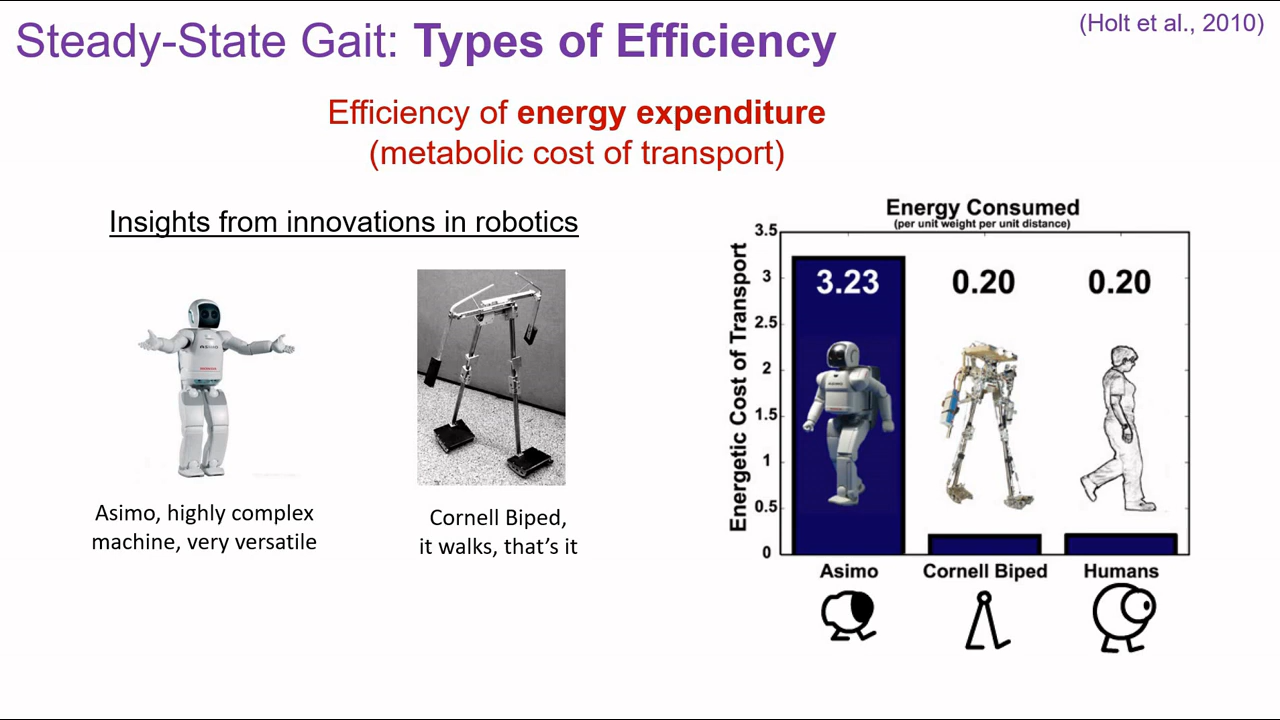 Steady-State Gait: Types of Efficiency
(Holt et al., 2010)
Efficiency of energy expenditure
(metabolic cost of transport)
Insights from innovations in robotics
Asimo, highly complex
machine, very versatile
Cornell Biped,
it walks, that's it
Energy Consumed
(per unit weight per unit distance)
Energetic Cost of Transport
3.5
3
2.5
2
1.5
1
0.5
0
3.23
0.20
0.20
Asimo
Cornell Biped
Humans